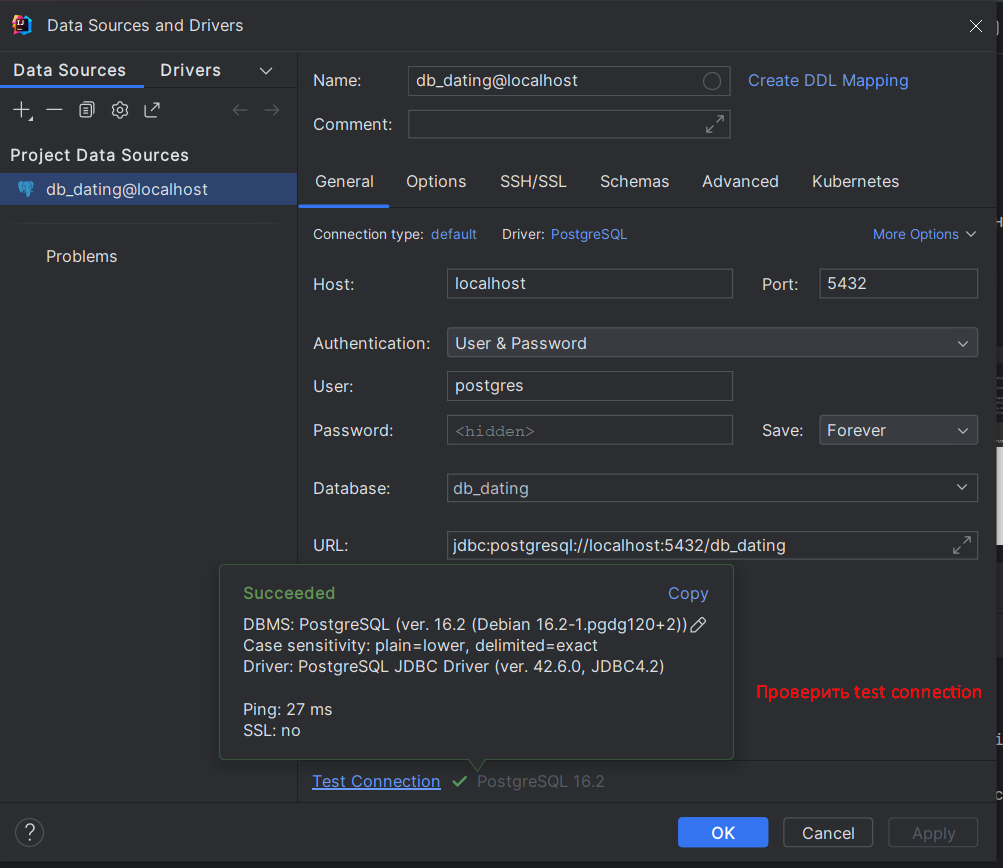 Data Sources and Drivers
Data Sources
Drivers
Project Data Sources
db_dating@localhost
Problems
Name:
db_dating@localhost
Create DDL Mapping
Comment:
General
Options
SSH/SSL
Schemas
Advanced
Kubernetes
Connection type: default
Driver: PostgreSQL
More Options
Host:
localhost
Port:
5432
Authentication:
User & Password
User:
postgres
Password:
<hidden>
Save:
Forever
Database:
db_dating
URL:
jdbc:postgresql://localhost:5432/db_dating
Succeeded
Copy
DBMS: PostgreSQL (ver. 16.2 (Debian 16.2-1.pgdg120+2))
Case sensitivity: plain=lower, delimited=exact
Driver: PostgreSQL JDBC Driver (ver. 42.6.0, JDBC4.2)
Ping: 27 ms
SSL: no
Проверить test connection
Test Connection
PostgreSQL 16.2
?
OK
Cancel
Apply